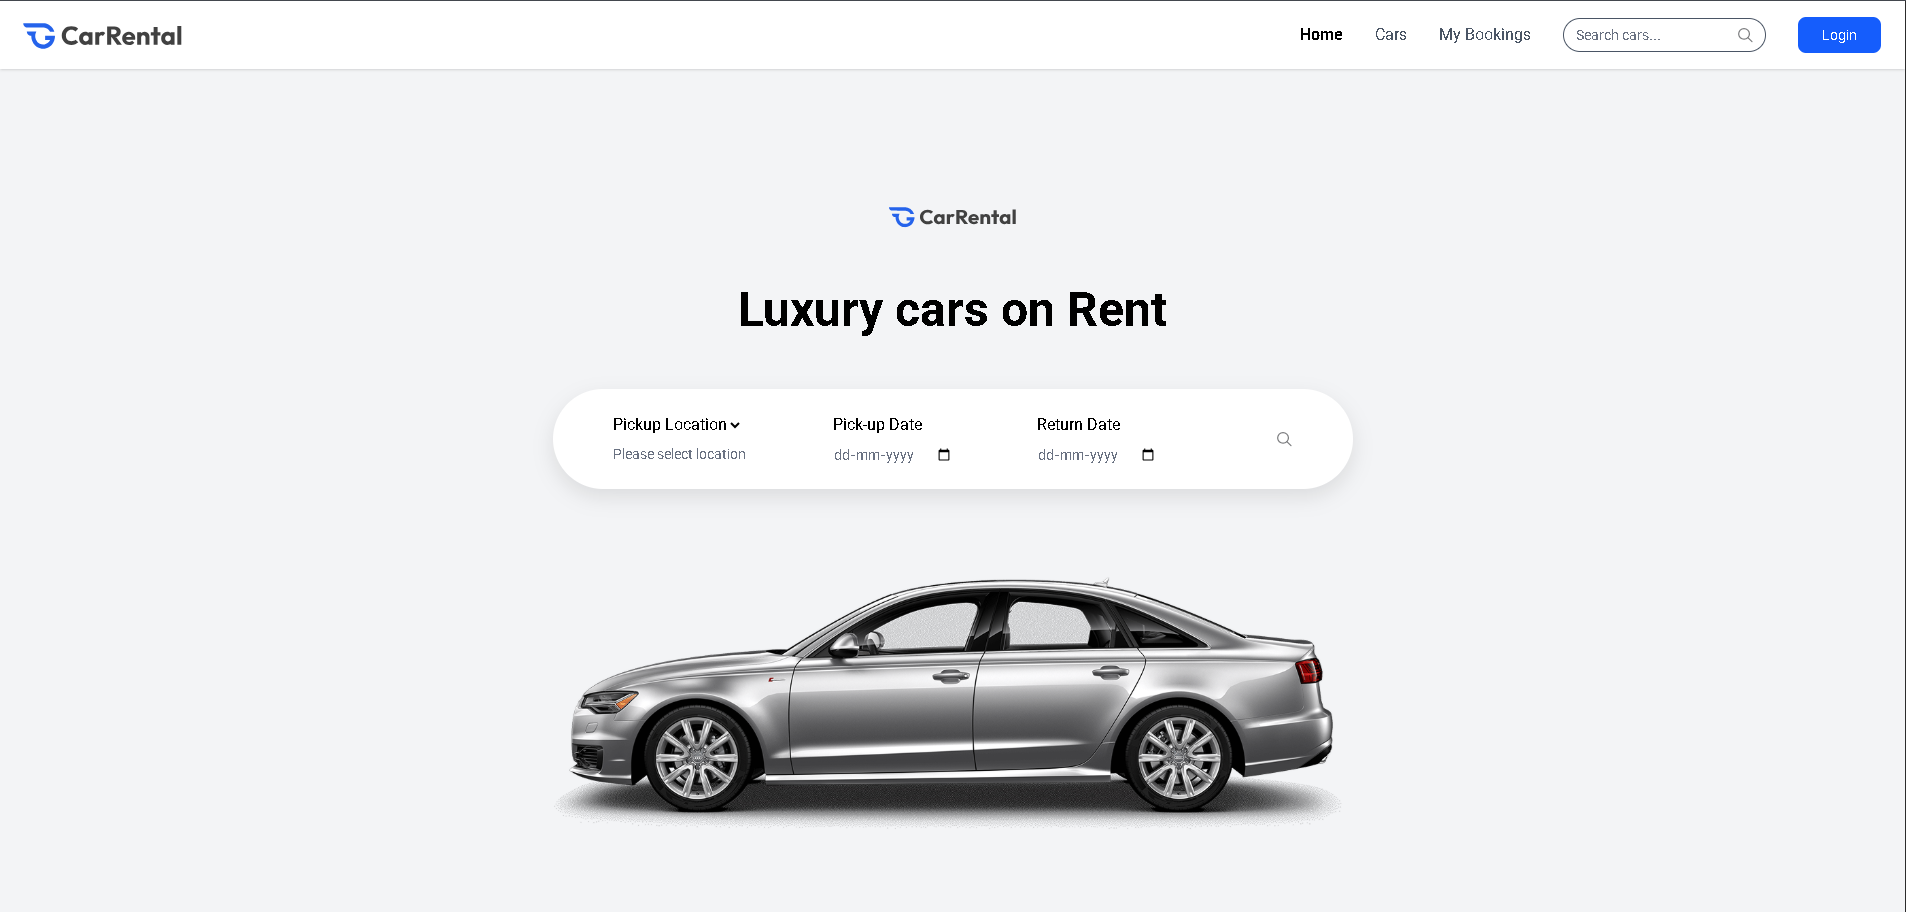 CarRental Home Cars My Bookings Search cars... Login
CarRental
Luxury cars on Rent
Pickup Location Pick-up Date Return Date
Please select location dd-mm-yyyy dd-mm-yyyy